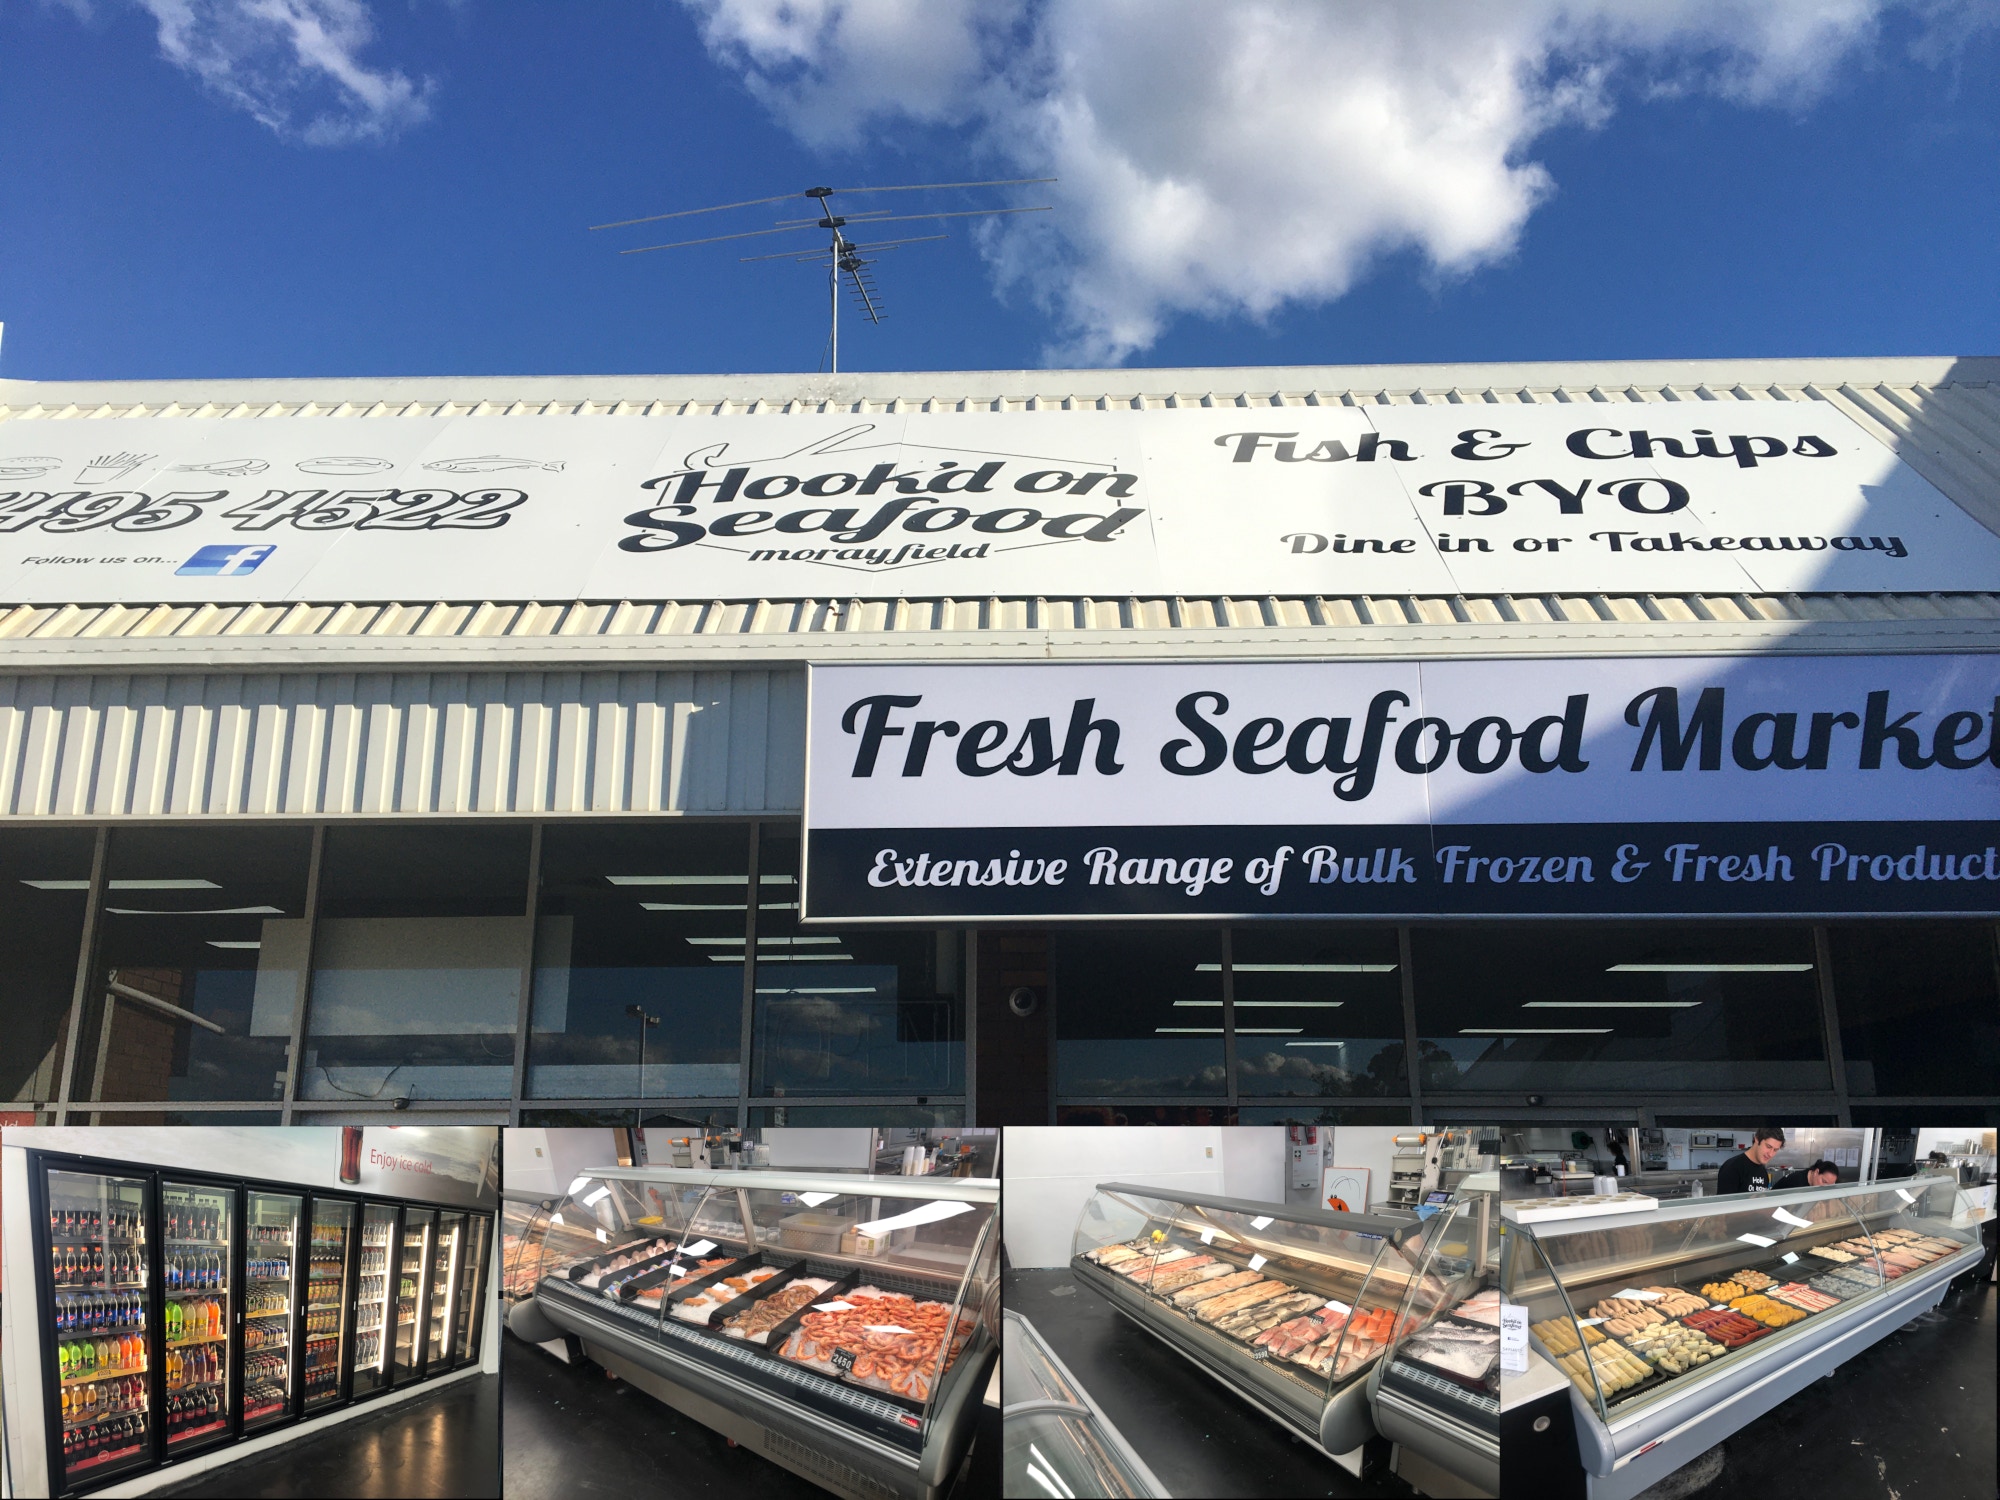 Fish & Chips
BYO
Dine in or Takeaway
Hook'd on
Seafood
morayfield
495 4522
Follow us on... f
Fresh Seafood Market
Extensive Range of Bulk Frozen & Fresh Product
Enjoy ice cold
2450